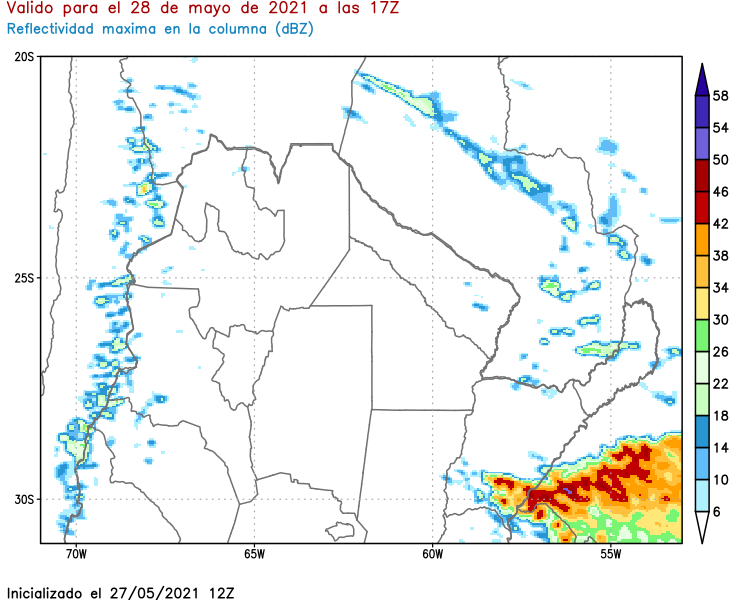 Valido para el 28 de mayo de 2021 a las 17Z
Reflectividad maxima en la columna (dBZ)
20S
25S
30S
70W
65W
60W
55W
58
54
50
46
42
38
34
30
26
22
18
14
10
6
Inicializado el 27/05/2021 12Z